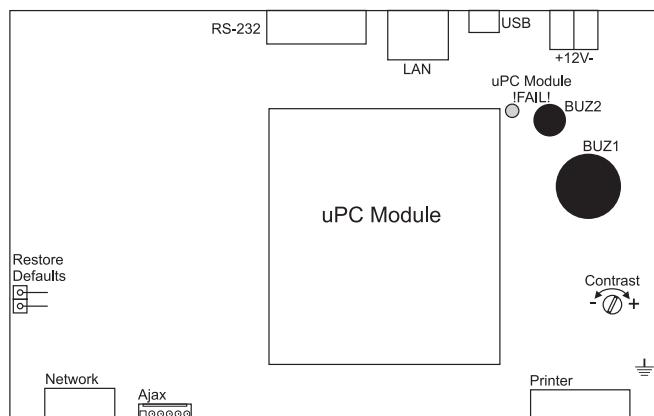 RS-232
LAN
USB
+12V-
uPC Module
!FAIL!
BUZ2
BUZ1
uPC Module
Restore
Defaults
Contrast
- +
Network
Ajax
Printer